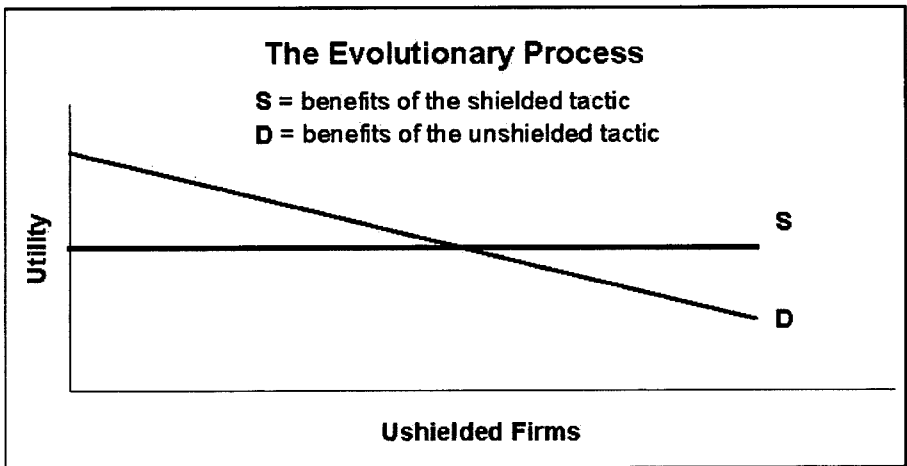 The Evolutionary Process
S = benefits of the shielded tactic
D = benefits of the unshielded tactic
Utility
S
D
Ushielded Firms